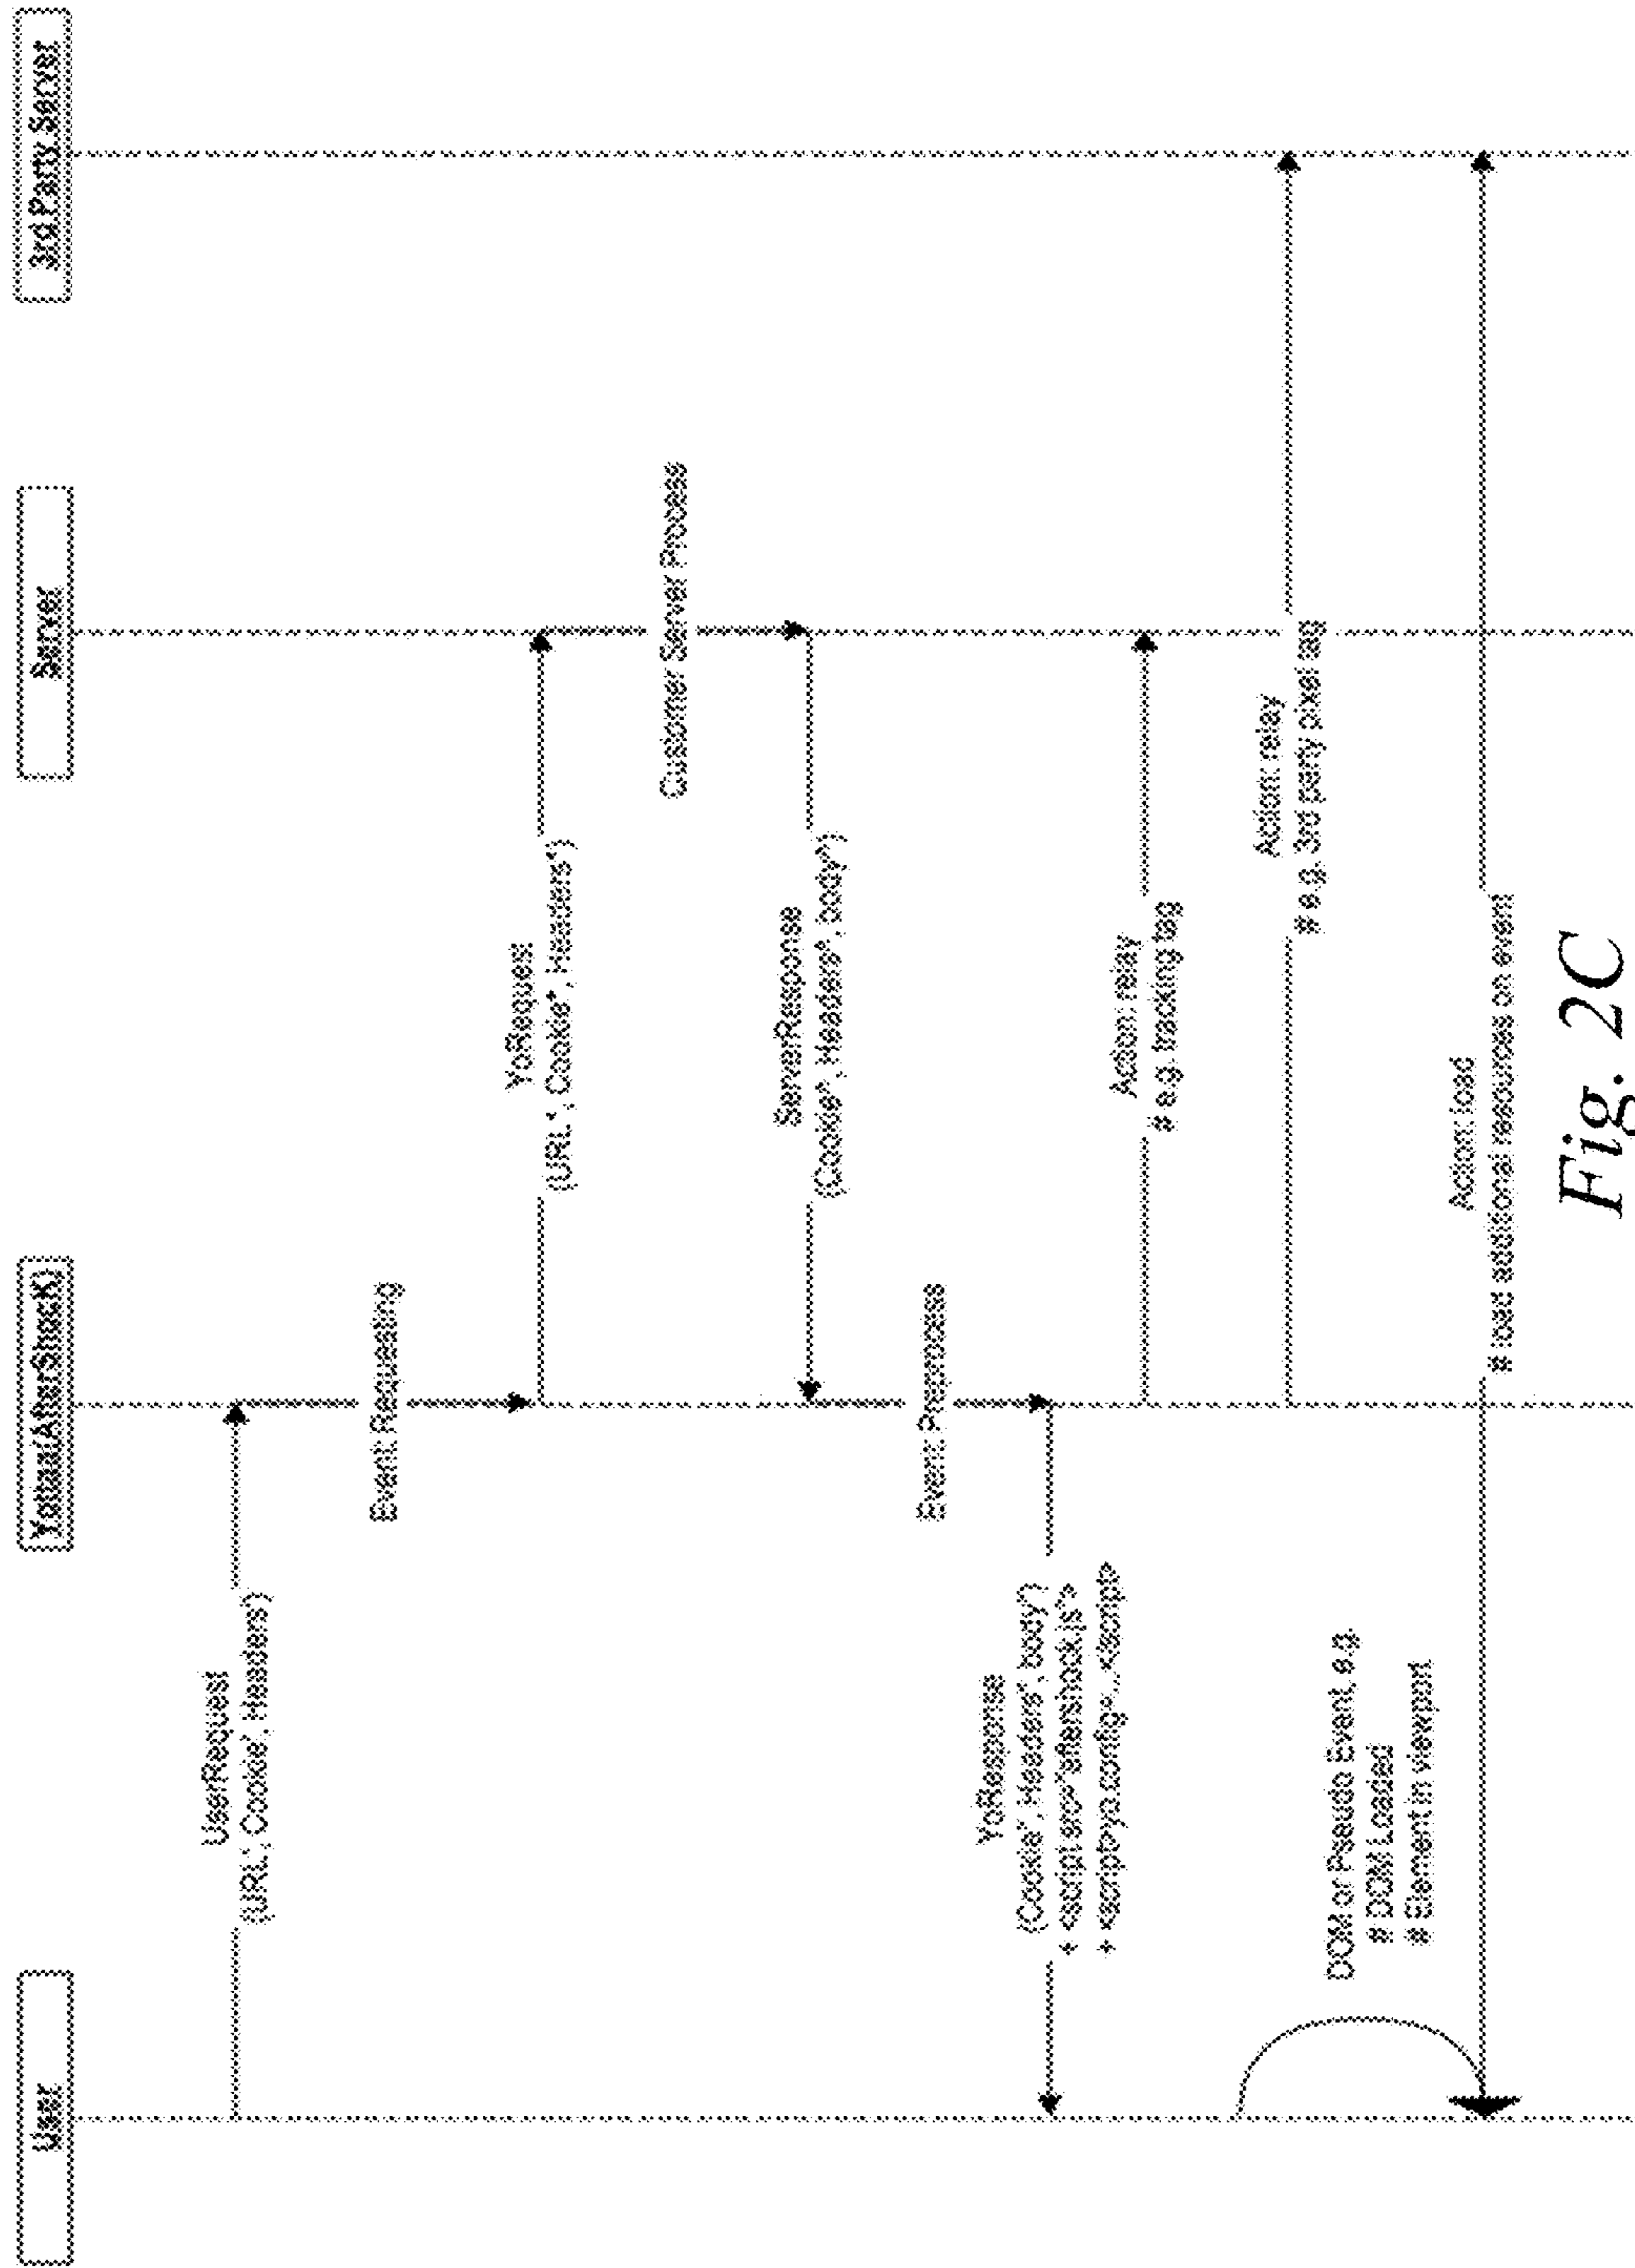 User
Yottaa(AfterShocK)
Server
3rd Party Server
UserRequest
(URL', Cookie', Headers')
Event: Requesting
YoRequest
(URL*, Cookie*, Headers*)
Customer Server Process
ServerResponse
(Cookie^, Headers^, body^)
Event: Preprocess
YoResponse
(Cookie", Headers", body")
+ <script src="aftershock.js">
+ <script>yo.config=...<script>
Action: relay
# e.g. tracking tag
Action: relay
# e.g. 3rd party pixel tag
DOM or Pseudo Event, e.g.
# DOM Loaded
# Element in viewport
Action: load
# load additional resources on event
Fig. 2C